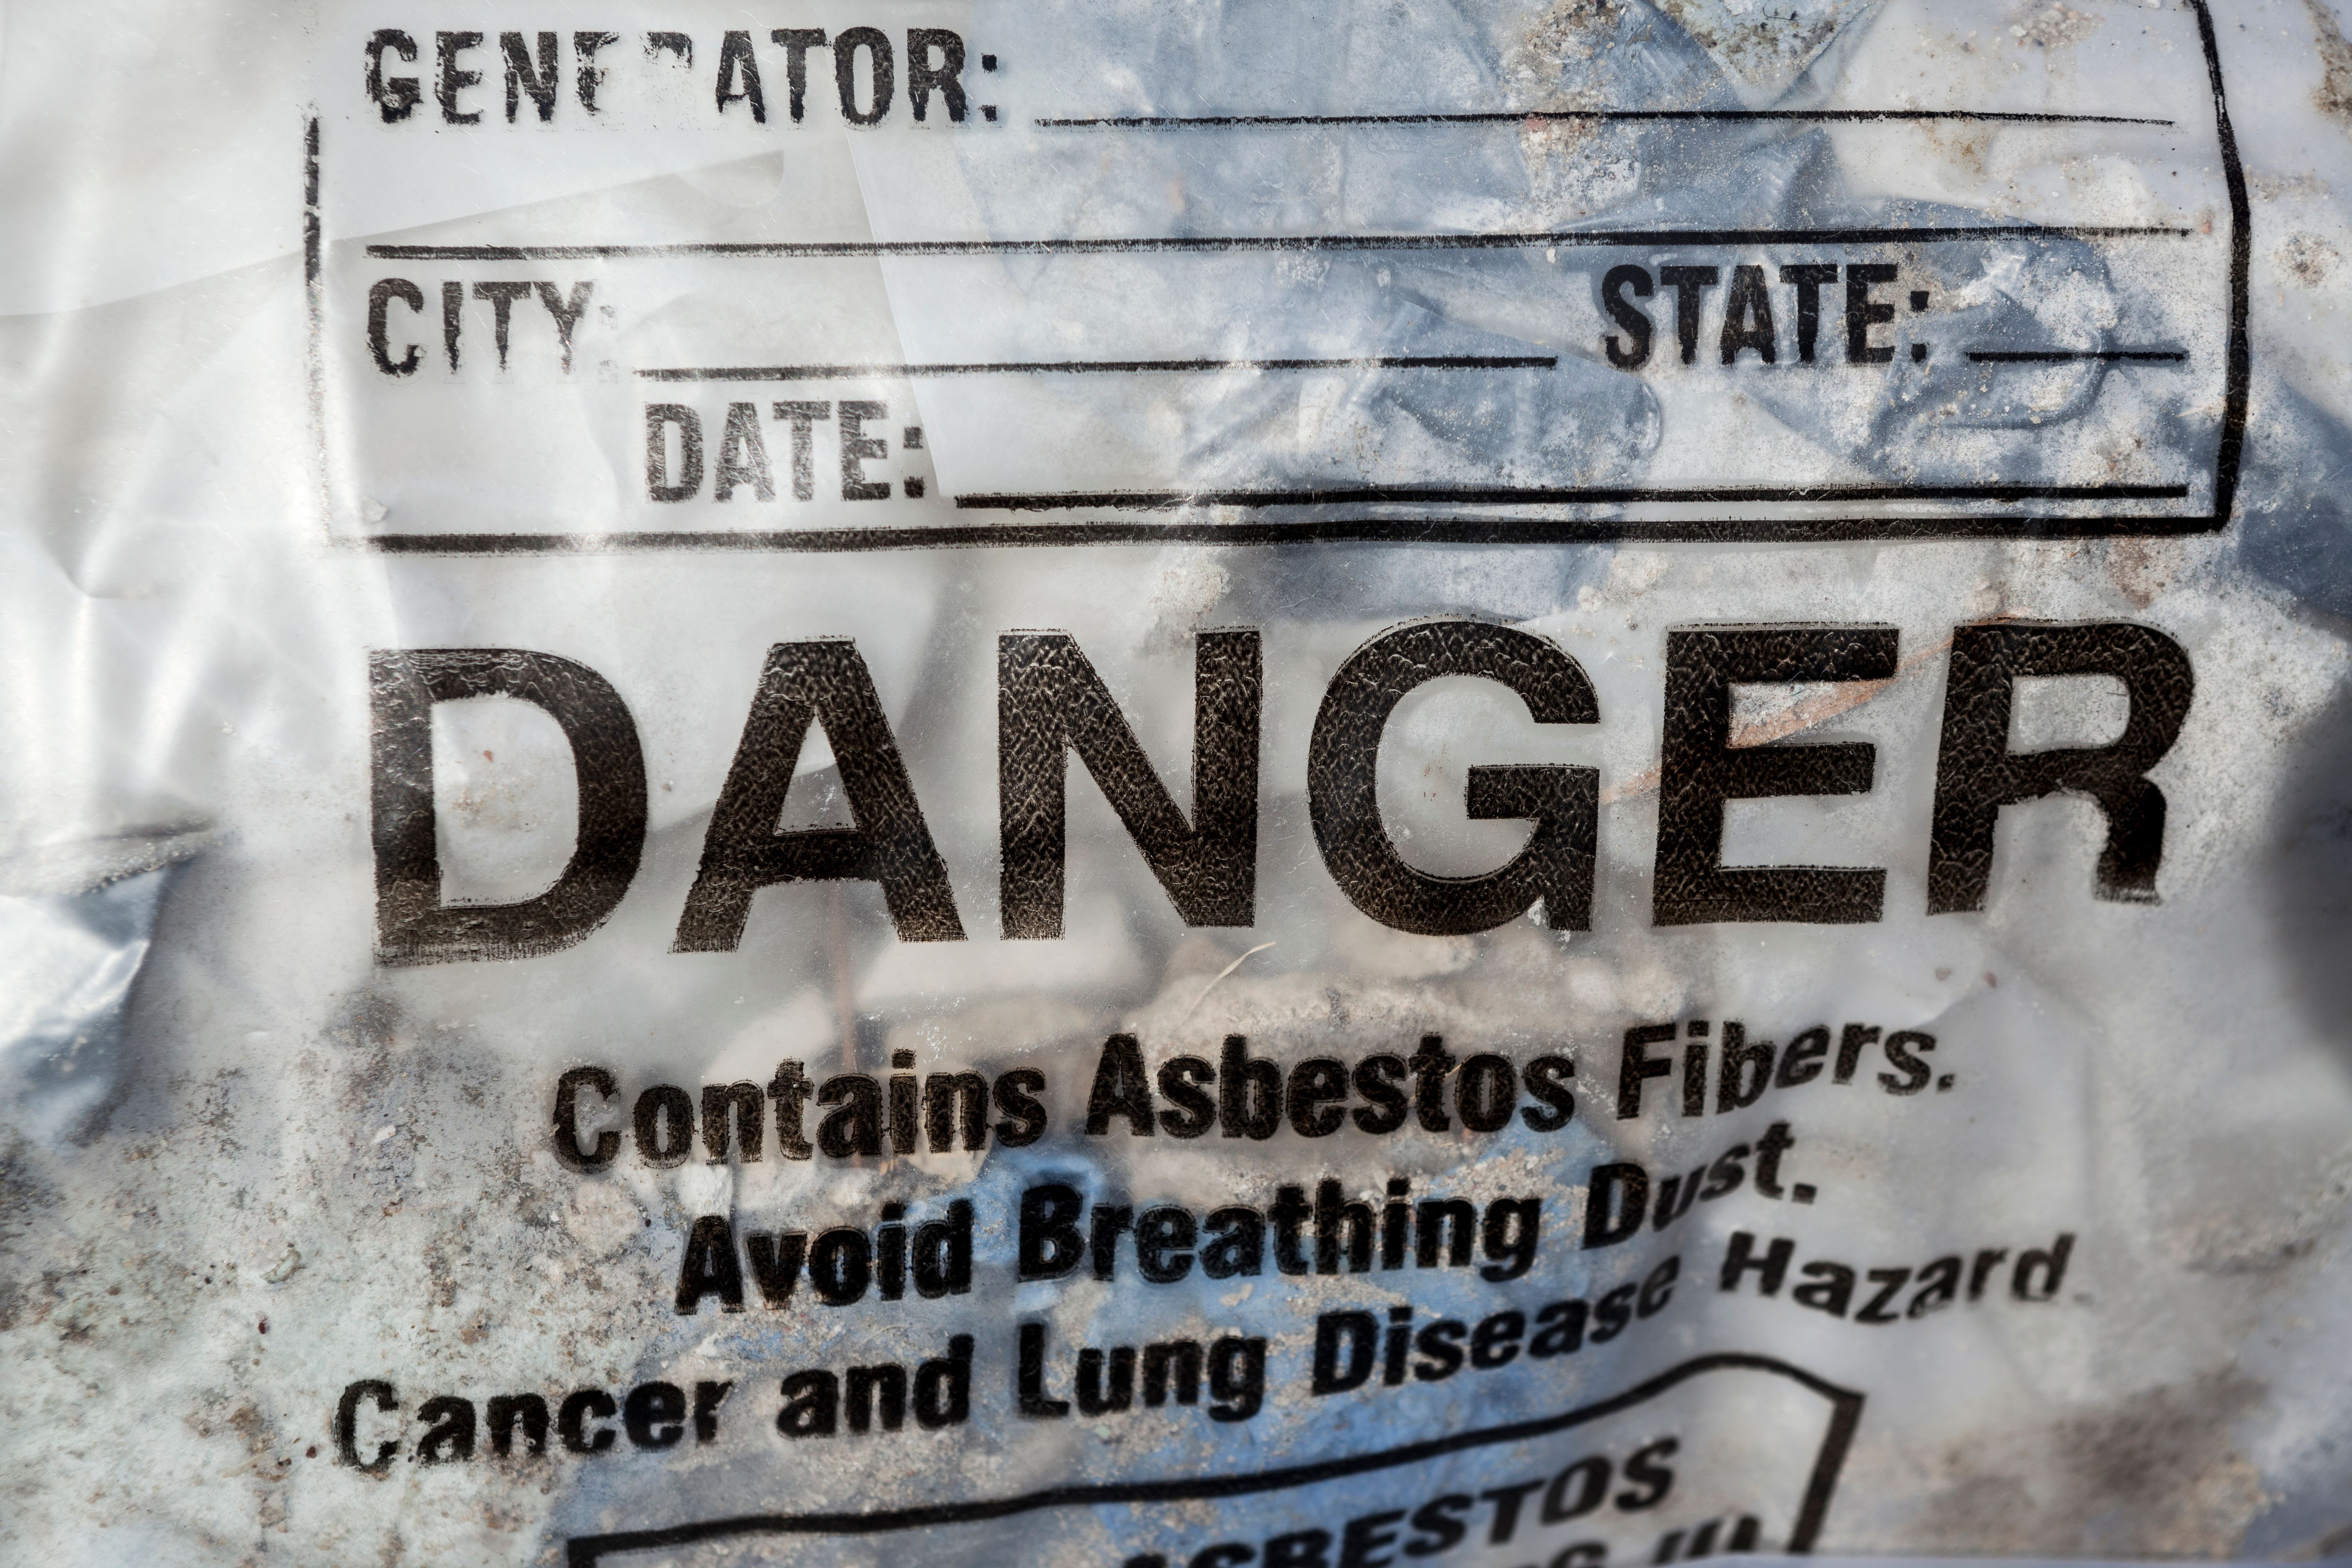 GENERATOR:
CITY: STATE:
DATE:
DANGER
Contains Asbestos Fibers.
Avoid Breathing Dust.
Cancer and Lung Disease Hazard
ASBESTOS